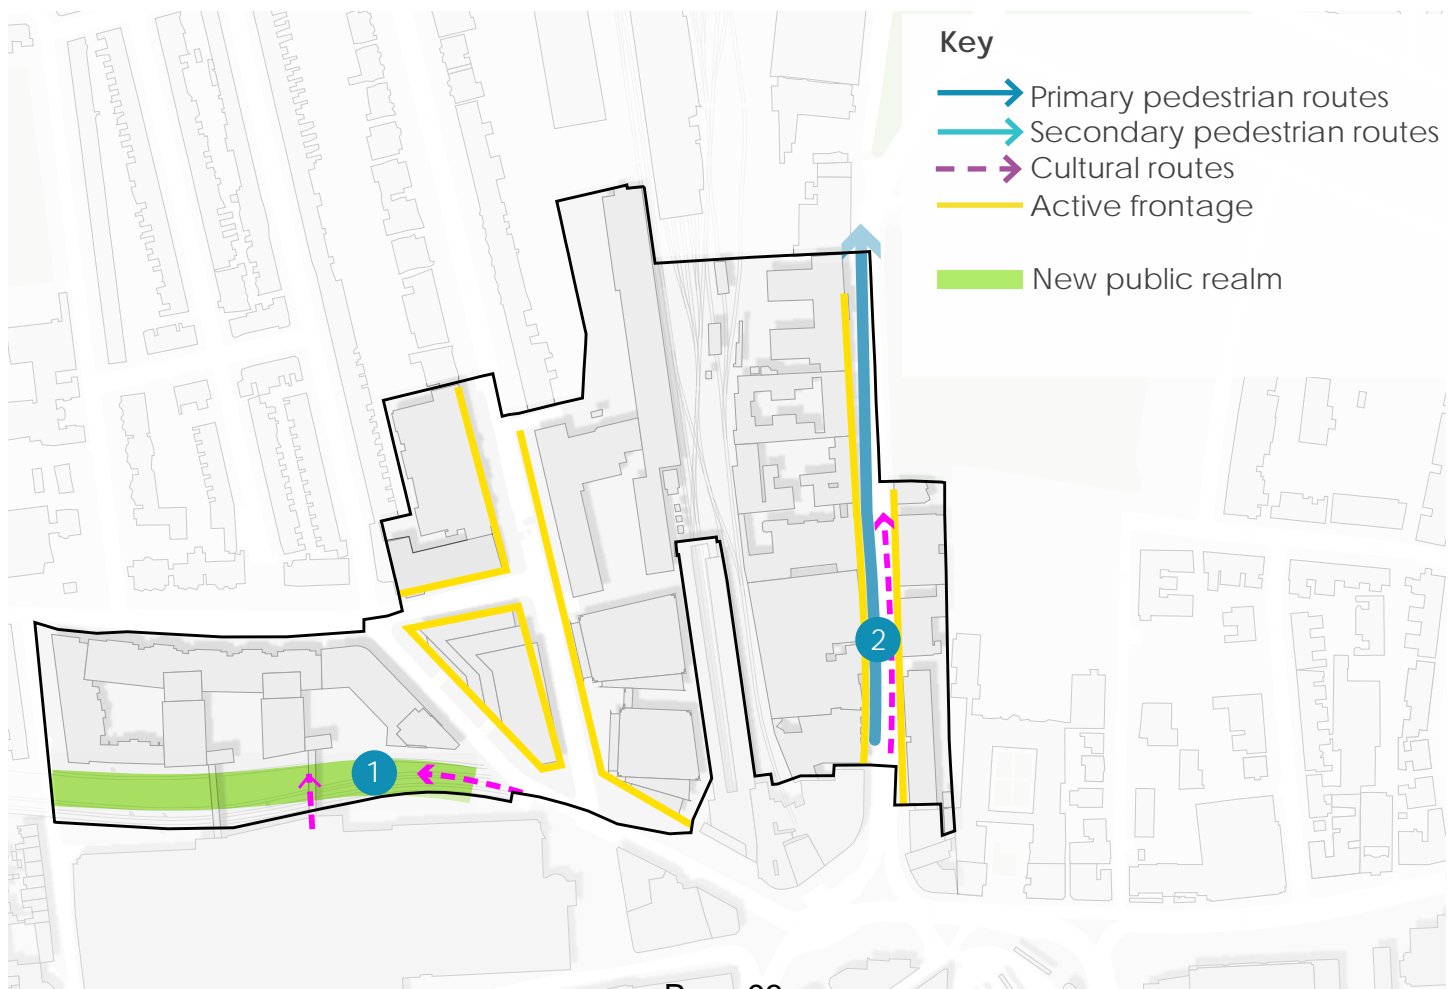 Key
Primary pedestrian routes
Secondary pedestrian routes
Cultural routes
Active frontage
New public realm
2
1